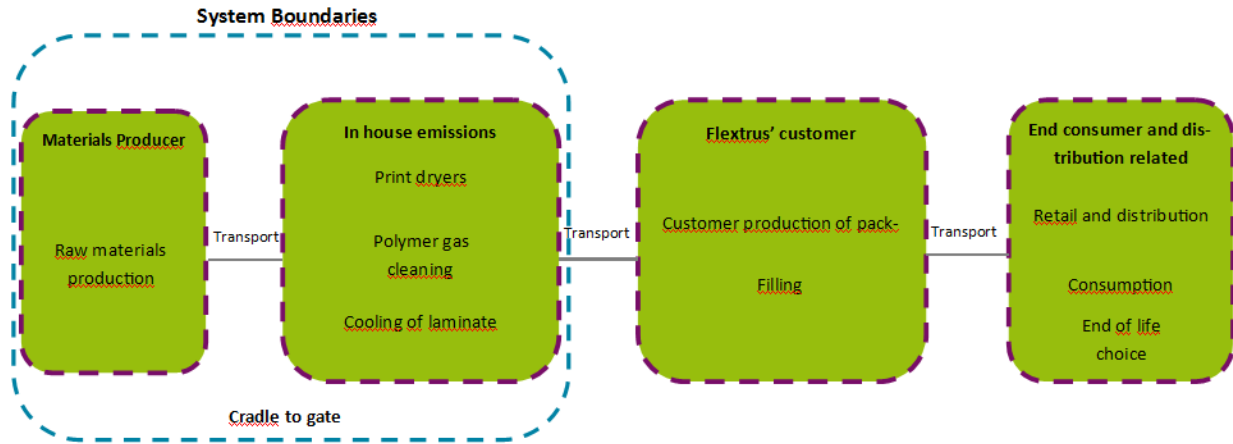 System Boundaries
Materials Producer
Raw materials
production
Transport
In house emissions
Print dryers
Polymer gas
cleaning
Cooling of laminate
Transport
Flextrus’ customer
Customer production of pack-
Filling
Transport
End consumer and dis-
tribution related
Retail and distribution
Consumption
End of life
choice
Cradle to gate